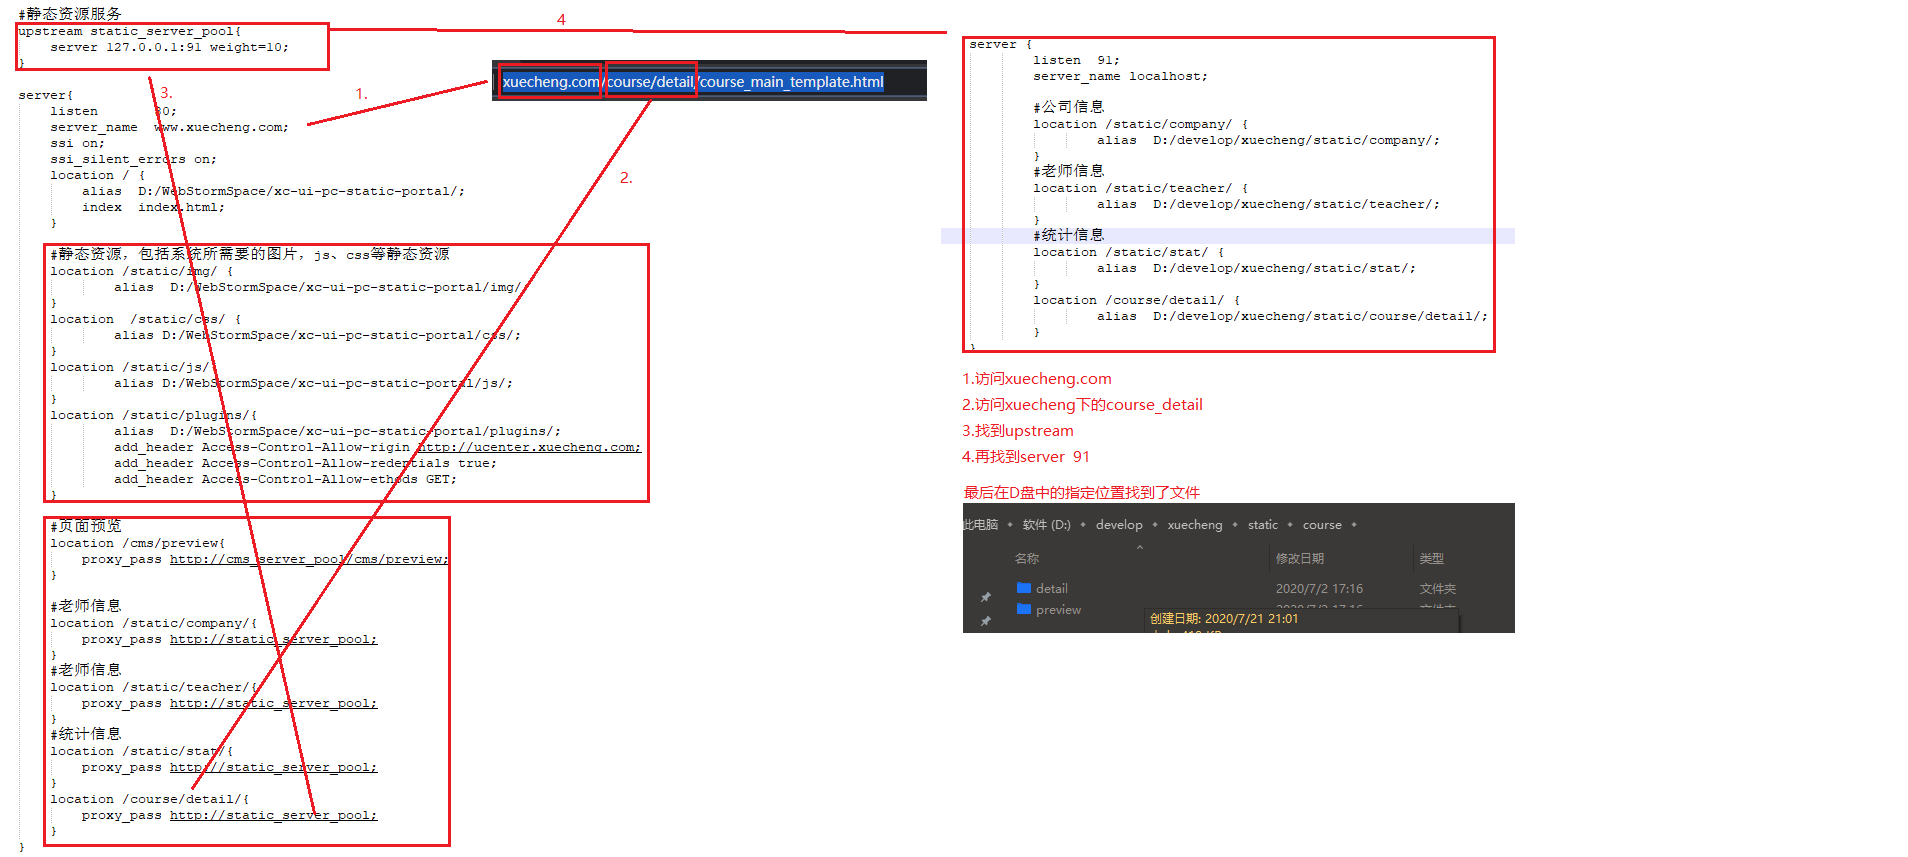 #静态资源服务
upstream static_server_pool{
server 127.0.0.1:91 weight=10;
}
server{
listen 80;
server_name www.xuecheng.com;
ssi on;
ssi_silent_errors on;
location / {
alias D:/WebStormSpace/xc-ui-pc-static-portal/;
index index.html;
}
#静态资源，包括系统所需要的图片，js、css等静态资源
location /static/img/ {
alias D:/WebStormSpace/xc-ui-pc-static-portal/img/
}
location /static/css/ {
alias D:/WebStormSpace/xc-ui-pc-static-portal/css/;
}
location /static/js/
alias D:/WebStormSpace/xc-ui-pc-static-portal/js/;
}
location /static/plugins/{
alias D:/WebStormSpace/xc-ui-pc-static-portal/plugins/;
add_header Access-Control-Allow-rigin http://ucenter.xuecheng.com;
add_header Access-Control-Allow-redentials true;
add_header Access-Control-Allow-ethods GET;
}
#页面预览
location /cms/preview{
proxy_pass http://cms_server_pool/cms/preview;
}
#老师信息
location /static/company/{
proxy_pass http://static_server_pool;
}
#老师信息
location /static/teacher/{
proxy_pass http://static_server_pool;
}
#统计信息
location /static/stat/{
proxy_pass http://static_server_pool;
}
location /course/detail/{
proxy_pass http://static_server_pool;
}
}
1.
2.
3.
4
xuecheng.com/course/detail/course_main_template.html
server {
listen 91;
server_name localhost;
#公司信息
location /static/company/ {
alias D:/develop/xuecheng/static/company/;
}
#老师信息
location /static/teacher/ {
alias D:/develop/xuecheng/static/teacher/;
}
#统计信息
location /static/stat/ {
alias D:/develop/xuecheng/static/stat/;
}
location /course/detail/ {
alias D:/develop/xuecheng/static/course/detail/;
}
}
1.访问xuecheng.com
2.访问xuecheng下的course_detail
3.找到upstream
4.再找到server 91
最后在D盘中的指定位置找到了文件
此电脑 软件 (D:) develop xuecheng static course
名称 修改日期 类型
detail 2020/7/2 17:16 文件夹
preview
创建日期: 2020/7/21 21:01